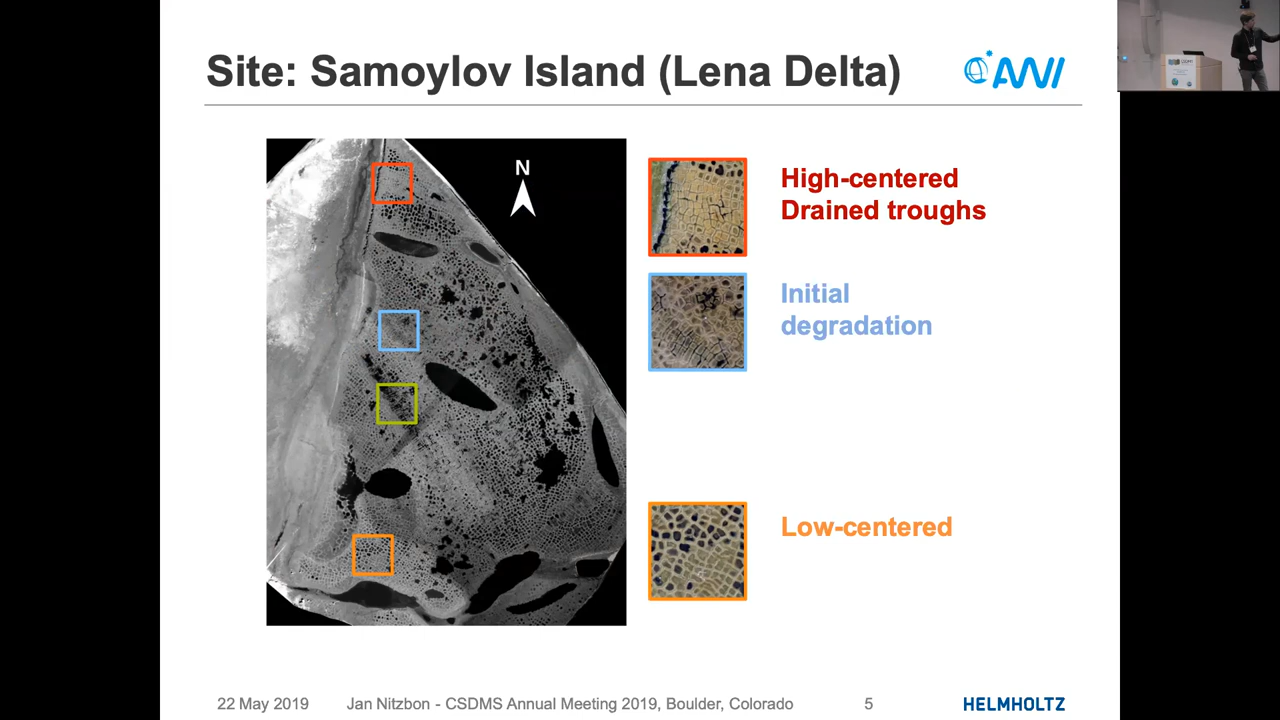 Site: Samoylov Island (Lena Delta)
AWI
N
High-centered
Drained troughs
Initial
degradation
Low-centered
22 May 2019
Jan Nitzbon - CSDMS Annual Meeting 2019, Boulder, Colorado
5
HELMHOLTZ